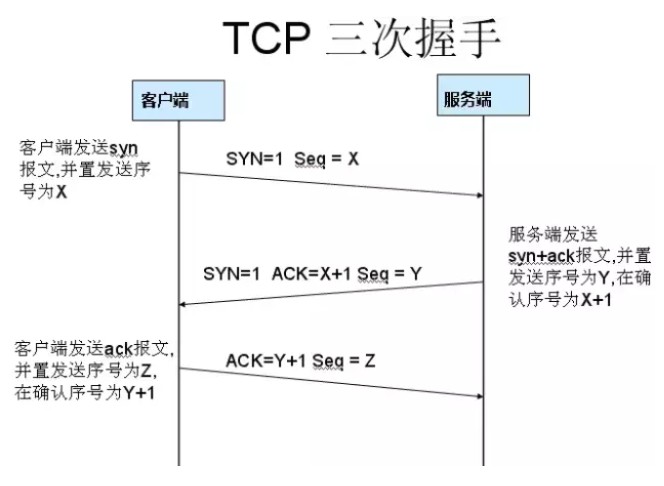 TCP 三次握手
客户端
服务端
客户端发送syn
报文,并置发送序
号为X
SYN=1 Seq = X
服务端发送
syn+ack报文,并置
发送序号为Y,在确
认序号为X+1
SYN=1 ACK=X+1 Seq = Y
客户端发送ack报文,
并置发送序号为Z,
在确认序号为Y+1
ACK=Y+1 Seq = Z